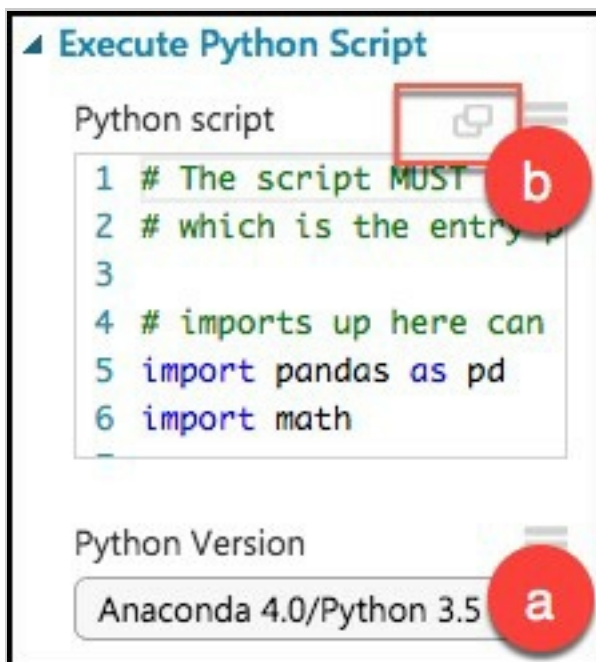 Execute Python Script
Python script
1 # The script MUST
b
2 # which is the entry p
3
4 # imports up here can
5 import pandas as pd
6 import math
Python Version
Anaconda 4.0/Python 3.5
a